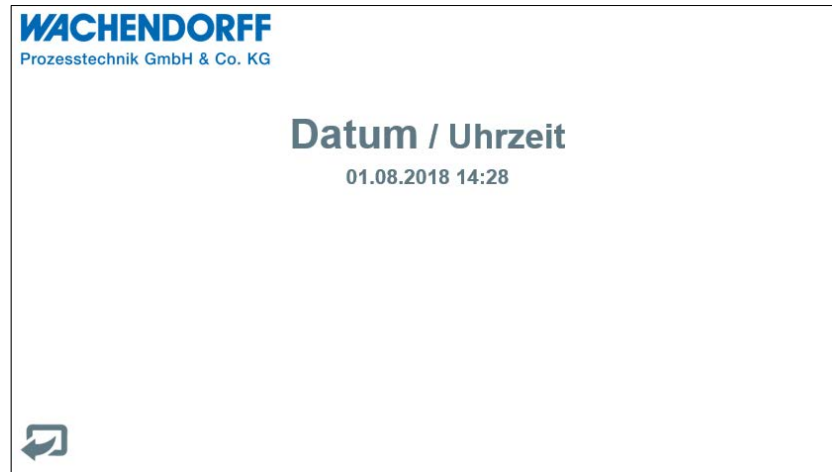 WACHENDORFF
Prozesstechnik GmbH & Co. KG
Datum / Uhrzeit
01.08.2018 14:28